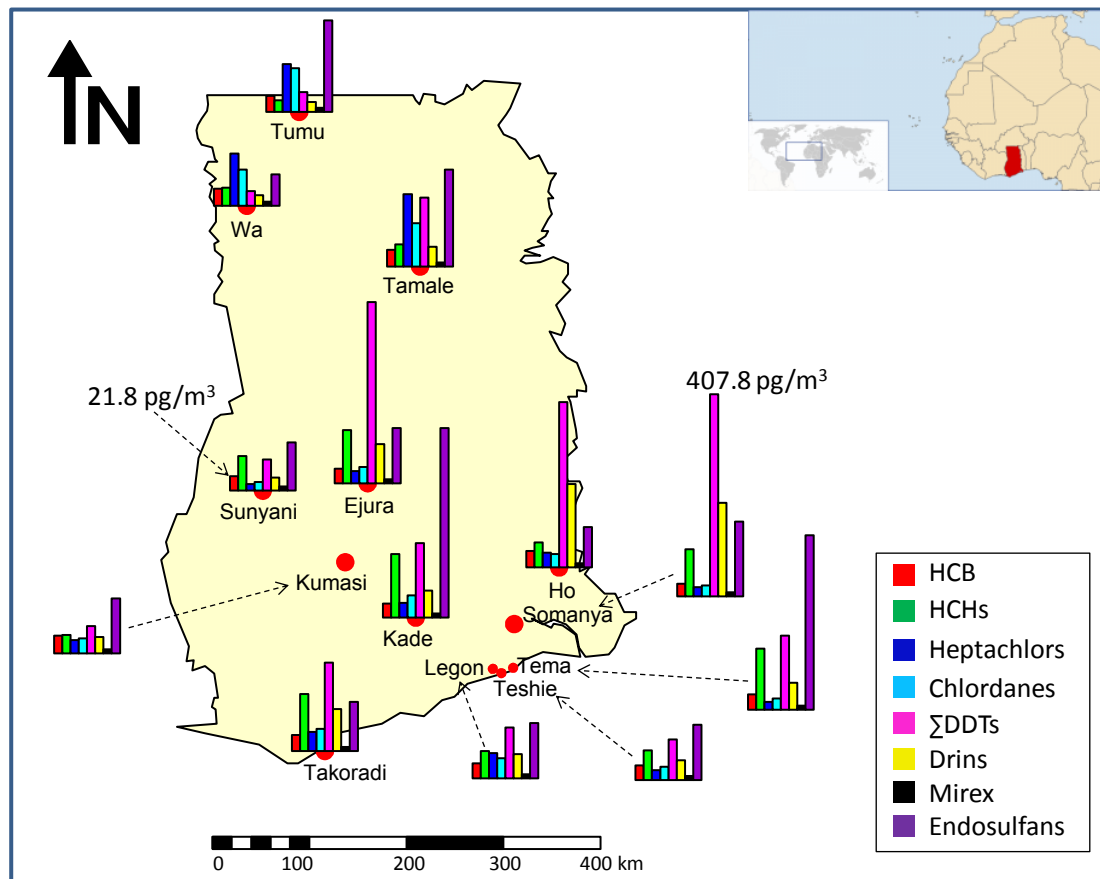 N
Tumu
Wa
Tamale
407.8 pg/m³
21.8 pg/m³
Sunyani
Ejura
Kumasi
Ho
Somanya
Kade
Legon
Tema
Teshie
Takoradi
HCB
HCHs
Heptachlors
Chlordanes
∑DDTs
Drins
Mirex
Endosulfans
0 100 200 300 400 km